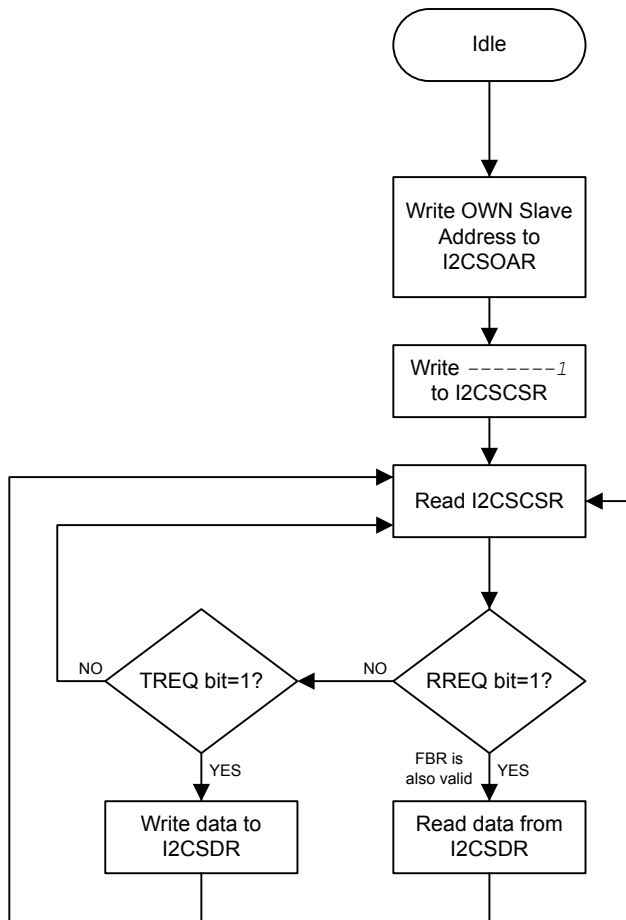 Idle
Write OWN Slave
Address to
I2CSOAR
Write -------1
to I2CSCSR
Read I2CSCSR
NO
TREQ bit=1?
NO
RREQ bit=1?
YES
FBR is
also valid
YES
Write data to
I2CSDR
Read data from
I2CSDR